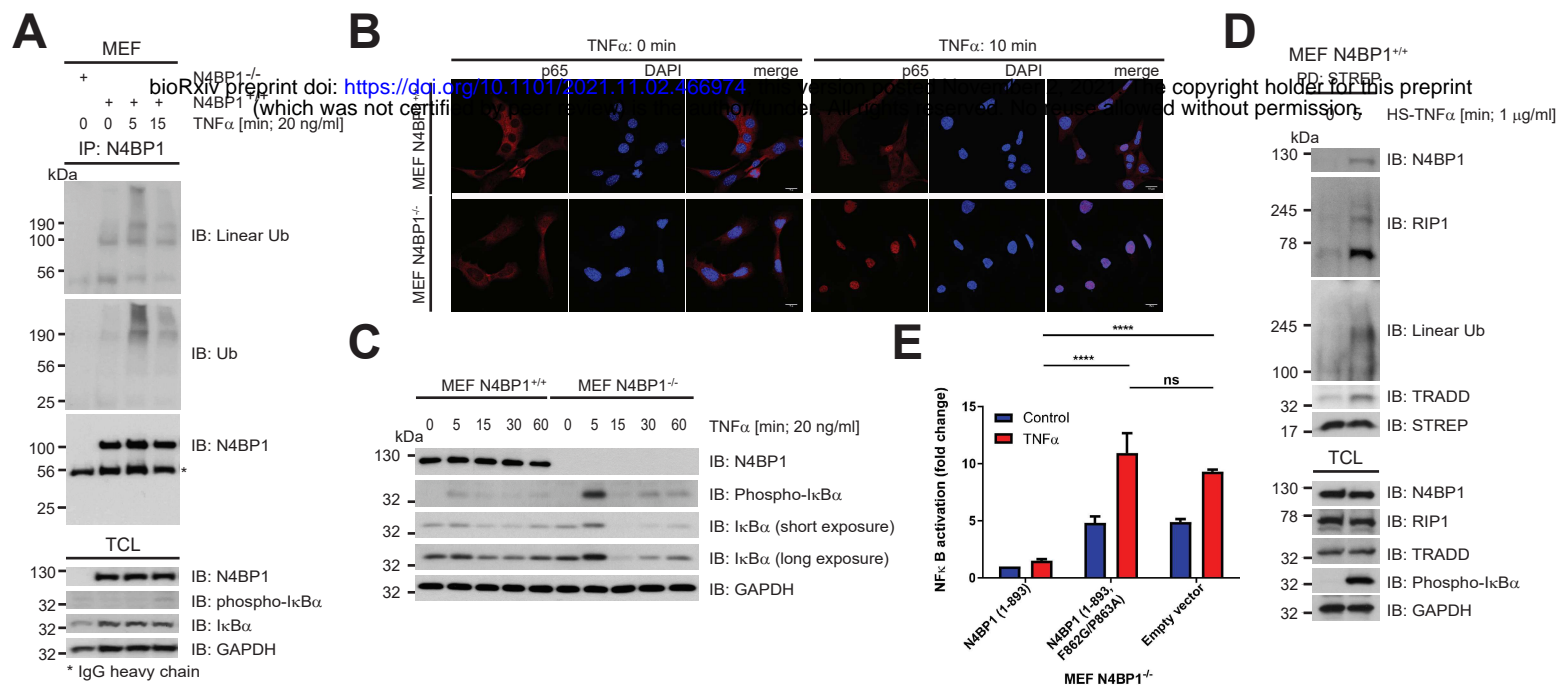 A
MEF
+ N4BP1-/-
+ + + N4BP1+/+
0 0 5 15 TNFα [min; 20 ng/ml]
IP: N4BP1
kDa
190
100
56
IB: Linear Ub
190
56
25
IB: Ub
100
56
25
IB: N4BP1
*
TCL
130
IB: N4BP1
32
IB: phospho-IκBα
32
IB: IκBα
32
IB: GAPDH
* IgG heavy chain
bioRxiv preprint doi: https://doi.org/10.1101/2021.11.02.466974; this version posted November 2, 2021. The copyright holder for this preprint
(which was not certified by peer review) is the author/funder. All rights reserved. No reuse allowed without permission.
B
TNFα: 0 min
TNFα: 10 min
p65 DAPI merge
p65 DAPI merge
MEF N4BP1+/+
MEF N4BP1-/-
C
MEF N4BP1+/+ MEF N4BP1-/-
0 5 15 30 60 0 5 15 30 60 TNFα [min; 20 ng/ml]
kDa
130
IB: N4BP1
32
IB: Phospho-IκBα
32
IB: IκBα (short exposure)
32
IB: IκBα (long exposure)
32
IB: GAPDH
E
****
****
ns
NFκ B activation (fold change)
15
10
5
0
Control
TNFα
N4BP1 (1-893)
N4BP1 (1-893,
F862G/P863A)
Empty vector
MEF N4BP1-/-
D
MEF N4BP1+/+
PD: STREP
0 5 HS-TNFα [min; 1 µg/ml]
kDa
130
IB: N4BP1
245
78
IB: RIP1
245
100
IB: Linear Ub
32
IB: TRADD
17
IB: STREP
TCL
130
IB: N4BP1
78
IB: RIP1
32
IB: TRADD
32
IB: Phospho-IκBα
32
IB: GAPDH